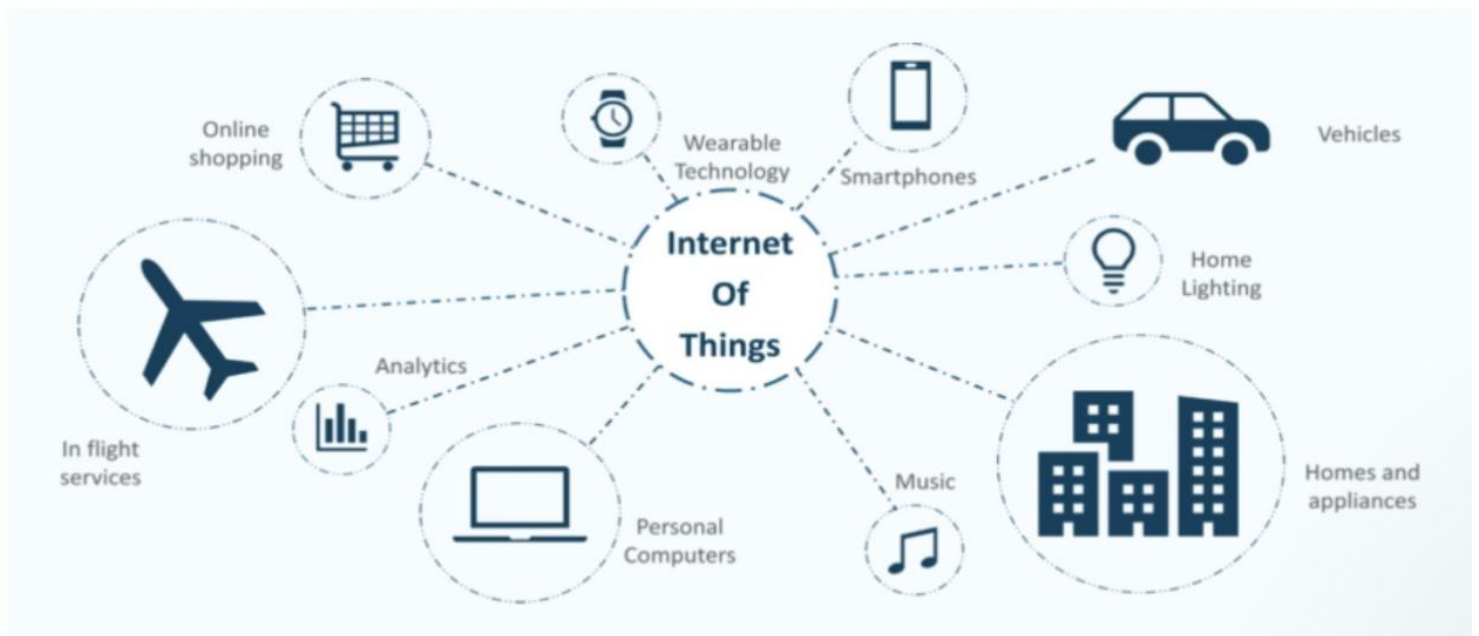 Online
shopping
Wearable
Technology
Smartphones
Vehicles
Internet
Of
Things
Home
Lighting
Analytics
In flight
services
Personal
Computers
Music
Homes and
appliances